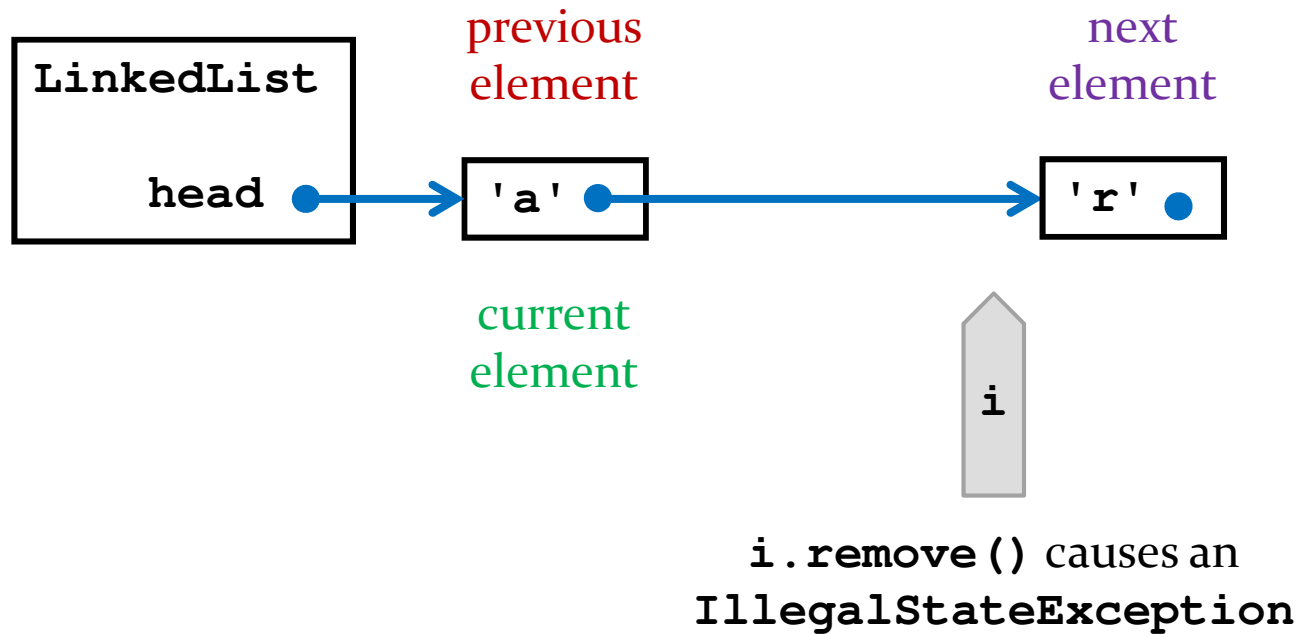 LinkedList
head
previous
element
next
element
'a'
'r'
current
element
i
i.remove() causes an
IllegalStateException